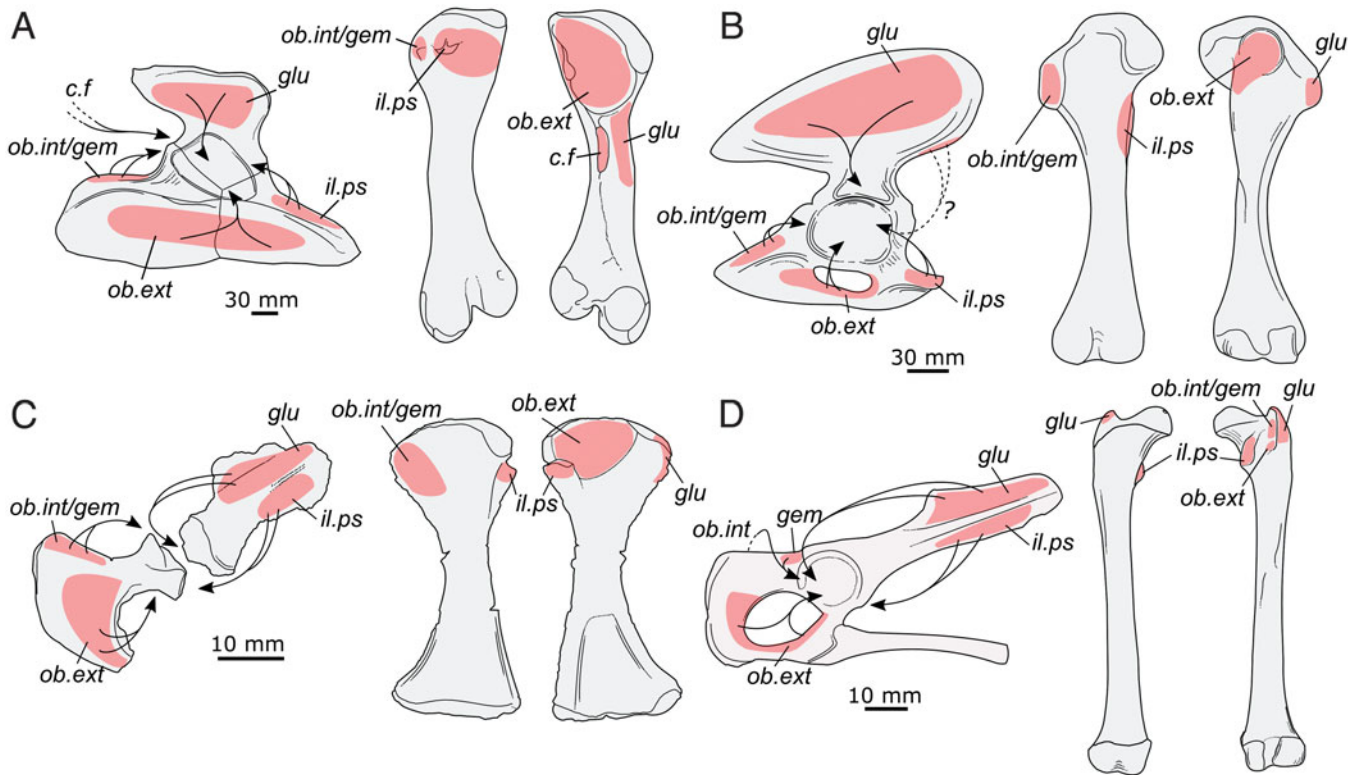 A
c.f
glu
ob.int/gem
il.ps
ob.ext
30 mm
ob.int/gem
il.ps
ob.ext
c.f
glu
B
glu
ob.int/gem
?
il.ps
ob.ext
30 mm
ob.int/gem
il.ps
ob.ext
glu
C
glu
ob.int/gem
il.ps
ob.ext
10 mm
ob.int/gem
il.ps
ob.ext
il.ps
glu
D
glu
ob.int
gem
il.ps
ob.ext
10 mm
glu
il.ps
ob.int/gem
glu
ob.ext